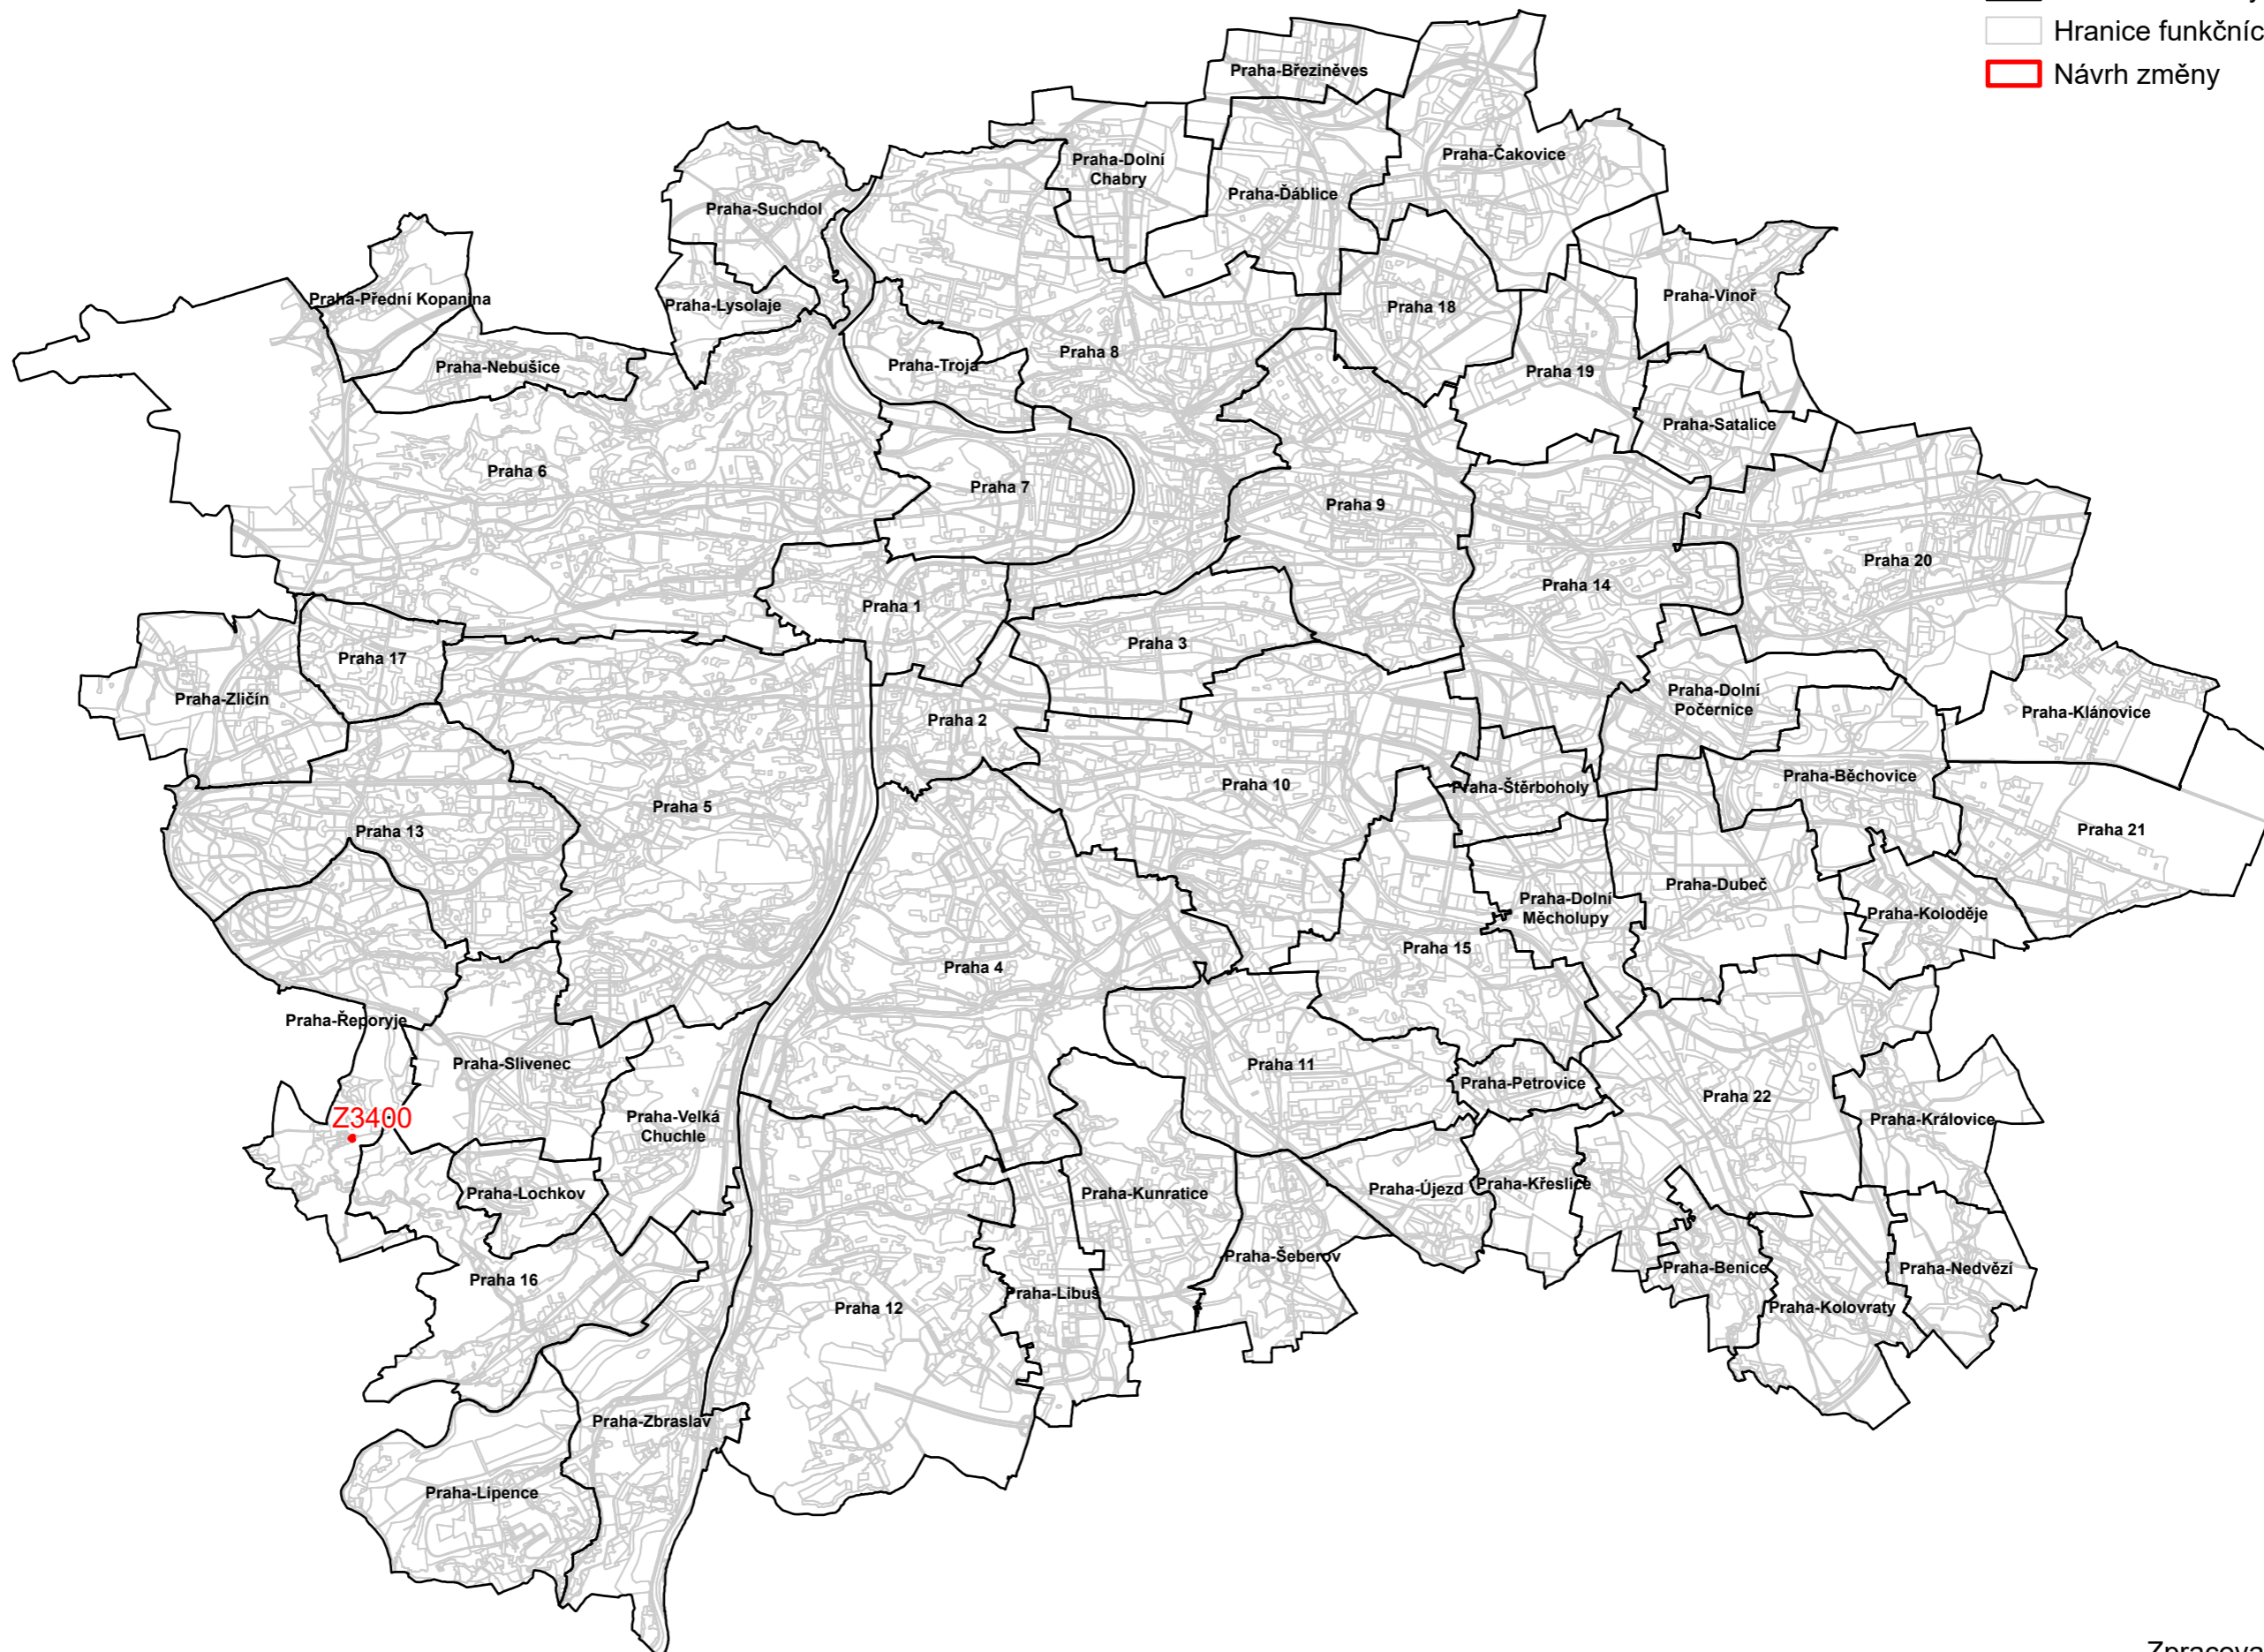 Hranice funkčníc
Návrh změny
Praha-Březiněves
Praha-Dolní
Chabry
Praha-Čakovice
Praha-Ďáblice
Praha-Suchdol
Praha-Přední Kopanina
Praha-Lysolaje
Praha 18
Praha-Vinoř
Praha-Nebušice
Praha-Troja
Praha 8
Praha 19
Praha-Satalice
Praha 6
Praha 7
Praha 9
Praha 20
Praha 14
Praha 1
Praha 3
Praha 17
Praha-Zličín
Praha-Dolní
Počernice
Praha 2
Praha-Klánovice
Praha-Běchovice
Praha 5
Praha 10
Praha-Štěrboholy
Praha 13
Praha 21
Praha-Dubeč
Praha-Dolní
Měcholupy
Praha-Koloděje
Praha 15
Praha 4
Praha-Řeporyje
Praha-Slivenec
Praha 11
Praha-Petrovice
Praha 22
Z3400
Praha-Velká
Chuchle
Praha-Královice
Praha-Lochkov
Praha-Kunratice
Praha-Újezd
Praha-Křeslice
Praha-Šeberov
Praha 16
Praha-Benice
Praha-Nedvězí
Praha-Libuš
Praha 12
Praha-Kolovraty
Praha-Zbraslav
Praha-Lipence
Zpracova